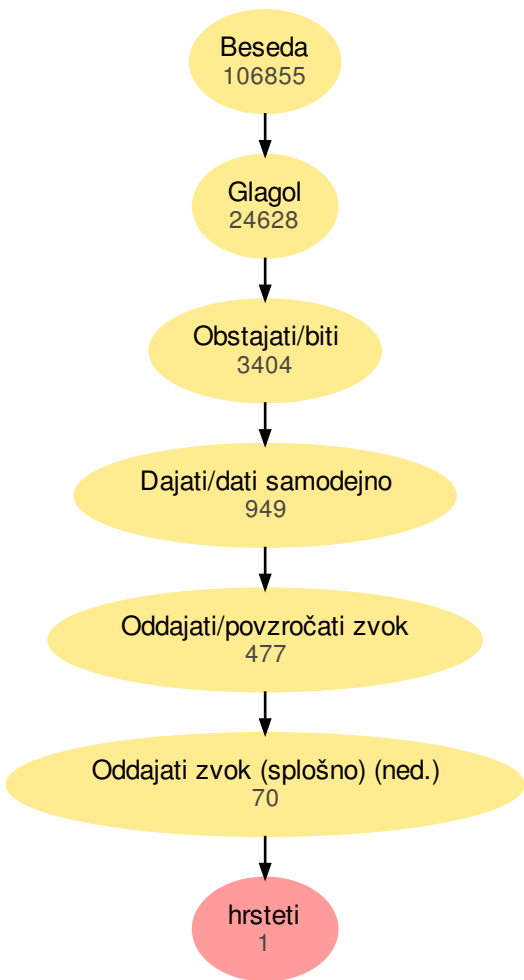 Beseda
106855
Glagol
24628
Obstajati/biti
3404
Dajati/dati samodejno
949
Oddajati/povzročati zvok
477
Oddajati zvok (splošno) (ned.)
70
hrsteti
1